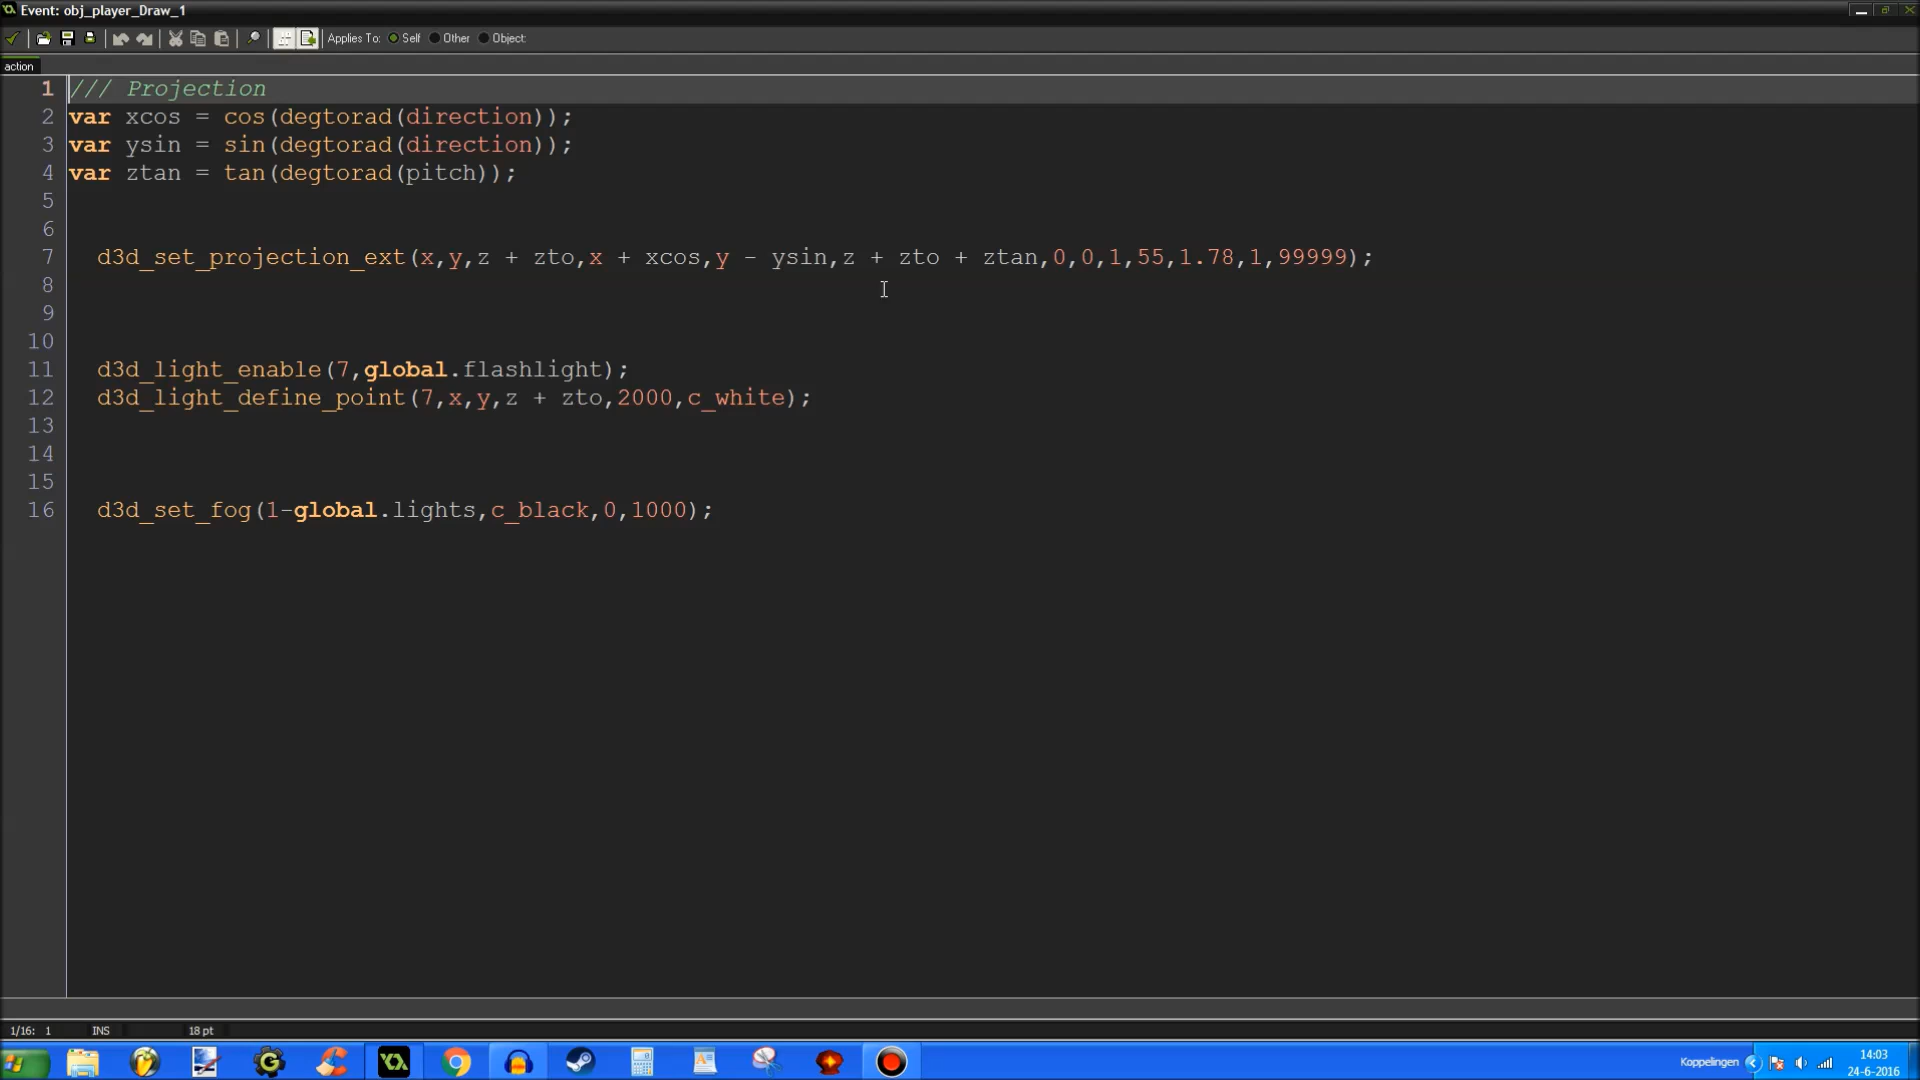 Event: obj_player_Draw_1
Applies To: Self Other Object:
action
1 /// Projection
2 var xcos = cos(degtorad(direction));
3 var ysin = sin(degtorad(direction));
4 var ztan = tan(degtorad(pitch));
5
6
7 d3d_set_projection_ext(x,y,z + zto,x + xcos,y - ysin,z + zto + ztan,0,0,1,55,1.78,1,99999);
8
9
10
11 d3d_light_enable(7,global.flashlight);
12 d3d_light_define_point(7,x,y,z + zto,2000,c_white);
13
14
15
16 d3d_set_fog(1-global.lights,c_black,0,1000);
1/16: 1 INS 18 pt
Koppelingen 14:03
24-6-2016